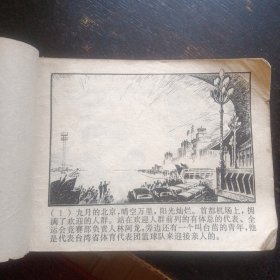 (1)九月的北京,晴空万里,阳光灿烂。首都机场上,拥
满了欢迎的人群。站在欢迎人群前列的有体总的代表、全
运会竞赛部负责人林阿龙。旁边还有一个叫台苗的青年,他
是代表台湾省体育代表团篮球队来迎接亲人的。